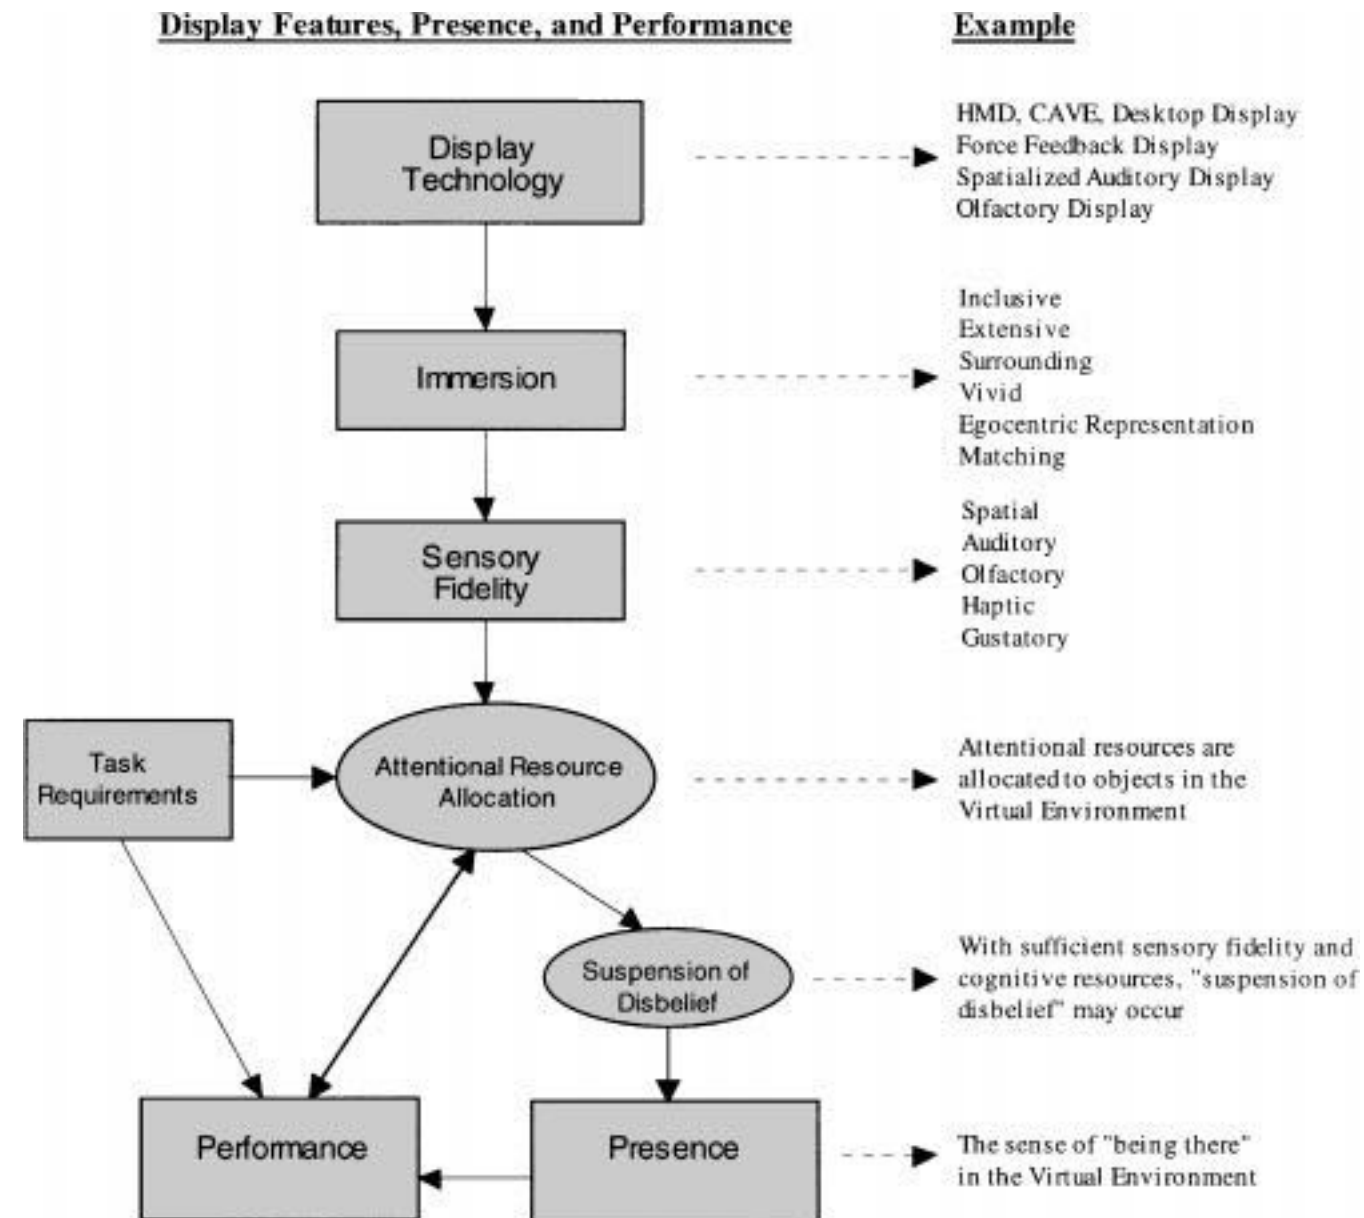 Display Features, Presence, and Performance
Example
Display
Technology
HMD, CAVE, Desktop Display
Force Feedback Display
Spatialized Auditory Display
Olfactory Display
Immersion
Inclusive
Extensive
Surrounding
Vivid
Egocentric Representation
Matching
Sensory
Fidelity
Spatial
Auditory
Olfactory
Haptic
Gustatory
Task
Requirements
Attentional Resource
Allocation
Attentional resources are
allocated to objects in the
Virtual Environment
Suspension of
Disbelief
With sufficient sensory fidelity and
cognitive resources, "suspension of
disbelief" may occur
Performance
Presence
The sense of "being there"
in the Virtual Environment